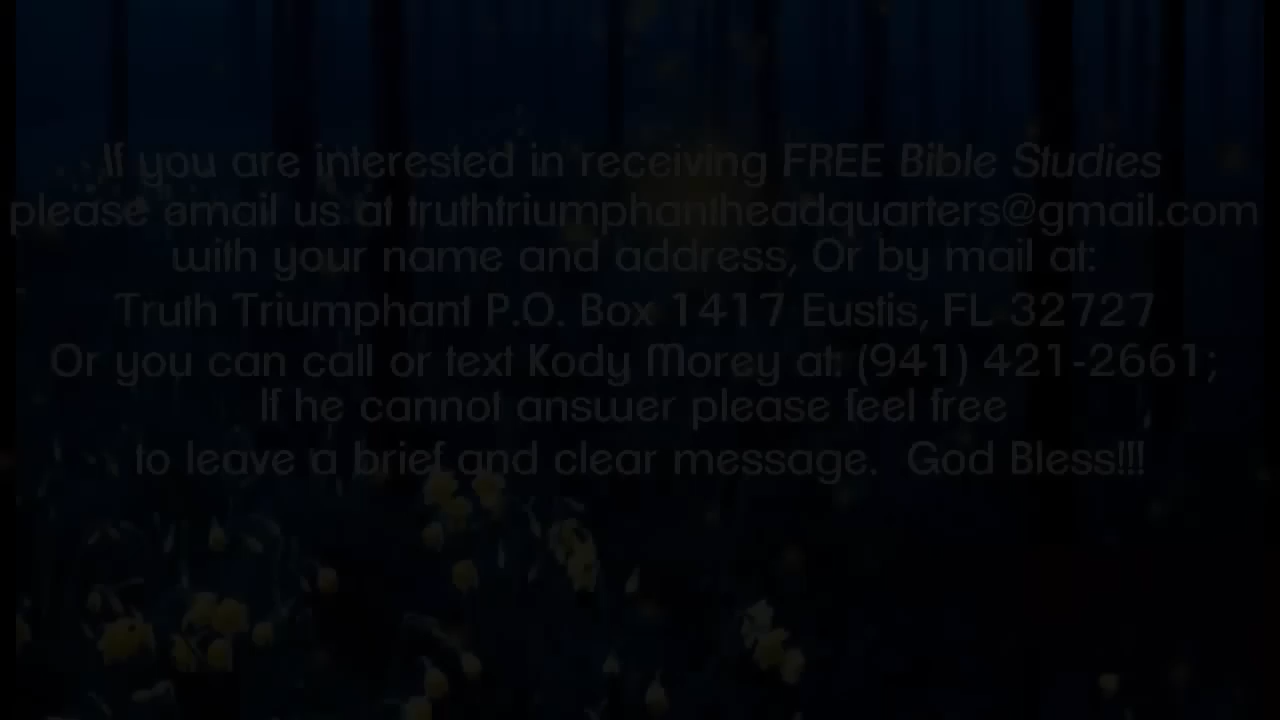 If you are interested in receiving FREE Bible Studies
please email us at truthtriumphantheadquarters@gmail.com
with your name and address, Or by mail at:
Truth Triumphant P.O. Box 1417 Eustis, FL 32727
Or you can call or text Kody Morey at: (941) 421-2661;
If he cannot answer please feel free
to leave a brief and clear message. God Bless!!!